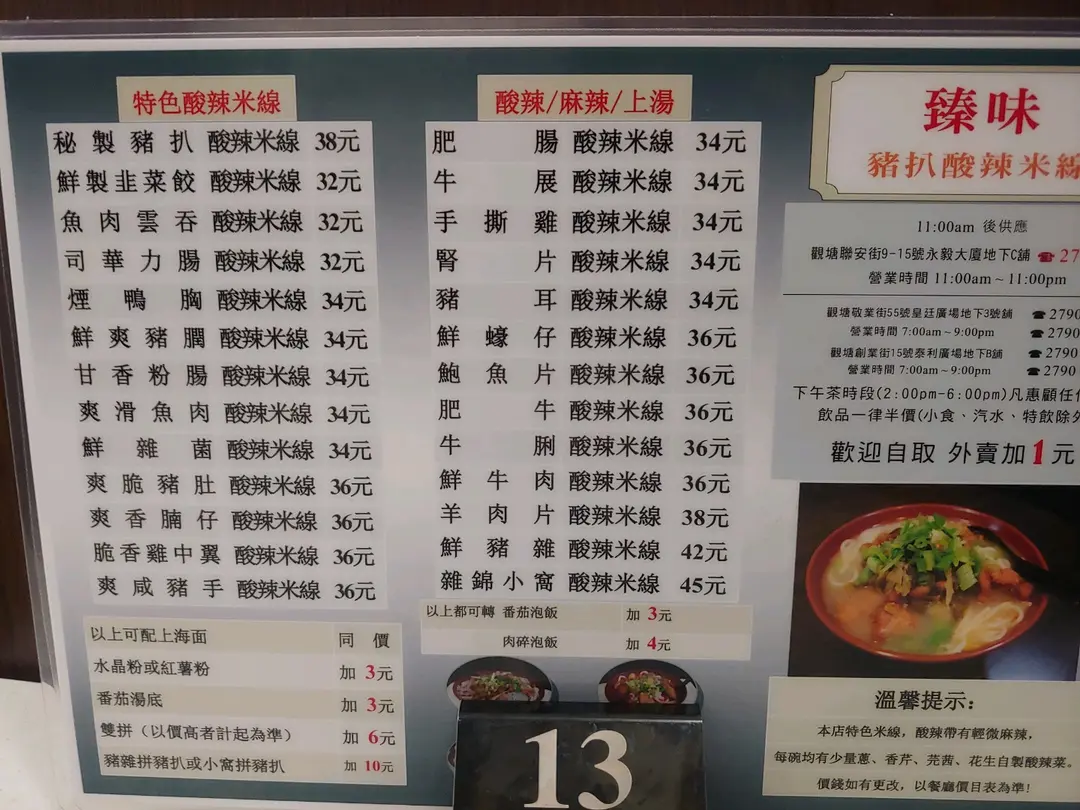 特色酸辣米線
秘製豬扒 酸辣米線 38元
鮮製韭菜餃 酸辣米線 32元
魚肉雲吞 酸辣米線 32元
司華力腸 酸辣米線 32元
煙鴨胸 酸辣米線 34元
鮮爽豬膶 酸辣米線 34元
甘香粉腸 酸辣米線 34元
爽滑魚肉 酸辣米線 34元
鮮雜菌 酸辣米線 34元
爽脆豬肚 酸辣米線 36元
爽香腩仔 酸辣米線 36元
脆香雞中翼 酸辣米線 36元
爽咸豬手 酸辣米線 36元
以上可配上海面 同價
水晶粉或紅薯粉 加 3元
番茄湯底 加 3元
雙拼（以價高者計起為準） 加 6元
豬雜拼豬扒或小窩拼豬扒 加 10元
酸辣/麻辣/上湯
肥腸 酸辣米線 34元
牛展 酸辣米線 34元
手撕雞 酸辣米線 34元
腎片 酸辣米線 34元
豬耳 酸辣米線 34元
鮮蠔仔 酸辣米線 36元
鮑魚片 酸辣米線 36元
肥牛 酸辣米線 36元
牛脷 酸辣米線 36元
鮮牛肉 酸辣米線 36元
羊肉片 酸辣米線 38元
鮮豬雜 酸辣米線 42元
雜錦小窩 酸辣米線 45元
以上都可轉 番茄泡飯 加 3元
肉碎泡飯 加 4元
13
臻味
豬扒酸辣米線
11:00am 後供應
觀塘聯安街9-15號永毅大廈地下C舖 ☎27
營業時間 11:00am～11:00pm
觀塘敬業街55號皇廷廣場地下3號舖 ☎2790
營業時間 7:00am～9:00pm ☎2790
觀塘創業街15號泰利廣場地下B舖 ☎2790
營業時間 7:00am～9:00pm ☎2790
下午茶時段(2:00pm-6:00pm)凡惠顧任
飲品一律半價(小食、汽水、特飲除外
歡迎自取 外賣加1元
溫馨提示:
本店特色米線，酸辣帶有輕微麻辣，
每碗均有少量蔥、香芹、芫茜、花生自製酸辣菜。
價錢如有更改，以餐廳價目表為準!